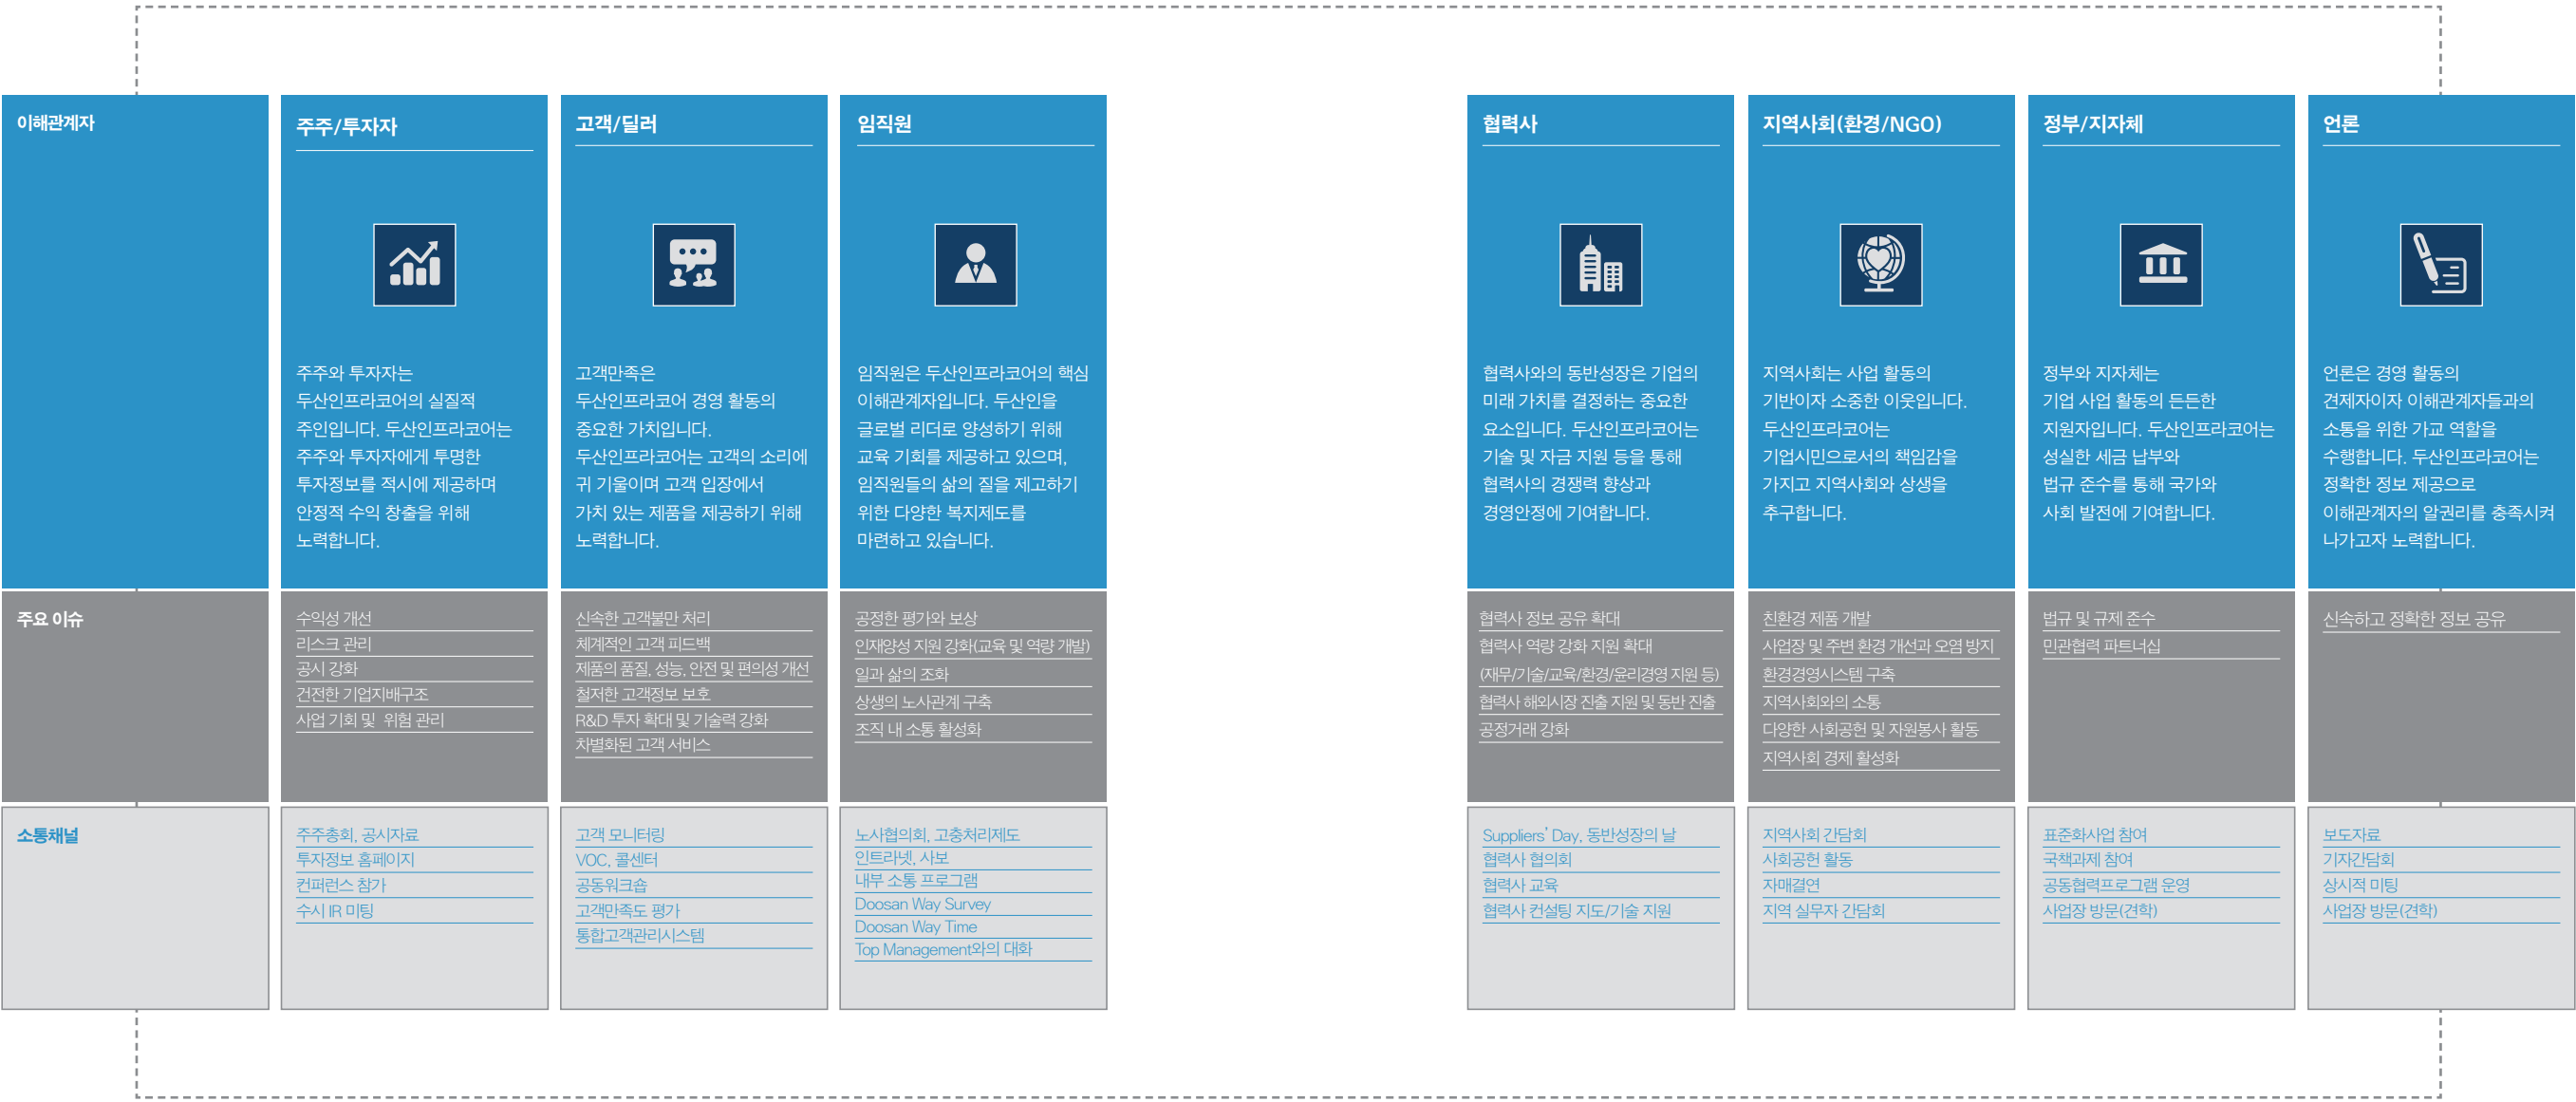 이해관계자
주주/투자자
주주와 투자자는
두산인프라코어의 실질적
주인입니다. 두산인프라코어는
주주와 투자자에게 투명한
투자정보를 적시에 제공하며
안정적 수익 창출을 위해
노력합니다.
고객/딜러
고객만족은
두산인프라코어 경영 활동의
중요한 가치입니다.
두산인프라코어는 고객의 소리에
귀 기울이며 고객 입장에서
가치 있는 제품을 제공하기 위해
노력합니다.
임직원
임직원은 두산인프라코어의 핵심
이해관계자입니다. 두산인을
글로벌 리더로 양성하기 위해
교육 기회를 제공하고 있으며,
임직원들의 삶의 질을 제고하기
위한 다양한 복지제도를
마련하고 있습니다.
협력사
협력사와의 동반성장은 기업의
미래 가치를 결정하는 중요한
요소입니다. 두산인프라코어는
기술 및 자금 지원 등을 통해
협력사의 경쟁력 향상과
경영안정에 기여합니다.
지역사회(환경/NGO)
지역사회는 사업 활동의
기반이자 소중한 이웃입니다.
두산인프라코어는
기업시민으로서의 책임감을
가지고 지역사회와 상생을
추구합니다.
정부/지자체
정부와 지자체는
기업 사업 활동의 든든한
지원자입니다. 두산인프라코어는
성실한 세금 납부와
법규 준수를 통해 국가와
사회 발전에 기여합니다.
언론
언론은 경영 활동의
견제자이자 이해관계자들과의
소통을 위한 가교 역할을
수행합니다. 두산인프라코어는
정확한 정보 제공으로
이해관계자의 알권리를 충족시켜
나가고자 노력합니다.
주요 이슈
수익성 개선
리스크 관리
공시 강화
건전한 기업지배구조
사업 기회 및 위험 관리
신속한 고객불만 처리
체계적인 고객 피드백
제품의 품질, 성능, 안전 및 편의성 개선
철저한 고객정보 보호
R&D 투자 확대 및 기술력 강화
차별화된 고객 서비스
공정한 평가와 보상
인재양성 지원 강화(교육 및 역량 개발)
일과 삶의 조화
상생의 노사관계 구축
조직 내 소통 활성화
협력사 정보 공유 확대
협력사 역량 강화 지원 확대
(재무/기술/교육/환경/윤리경영 지원 등)
협력사 해외시장 진출 지원 및 동반 진출
공정거래 강화
친환경 제품 개발
사업장 및 주변 환경 개선과 오염 방지
환경경영시스템 구축
지역사회와의 소통
다양한 사회공헌 및 자원봉사 활동
지역사회 경제 활성화
법규 및 규제 준수
민관협력 파트너십
신속하고 정확한 정보 공유
소통채널
주주총회, 공시자료
투자정보 홈페이지
컨퍼런스 참가
수시 IR 미팅
고객 모니터링
VOC, 콜센터
공동워크숍
고객만족도 평가
통합고객관리시스템
노사협의회, 고충처리제도
인트라넷, 사보
내부 소통 프로그램
Doosan Way Survey
Doosan Way Time
Top Management와의 대화
Suppliers' Day, 동반성장의 날
협력사 협의회
협력사 교육
협력사 컨설팅 지도/기술 지원
지역사회 간담회
사회공헌 활동
자매결연
지역 실무자 간담회
표준화사업 참여
국책과제 참여
공동협력프로그램 운영
사업장 방문(견학)
보도자료
기자간담회
상시적 미팅
사업장 방문(견학)